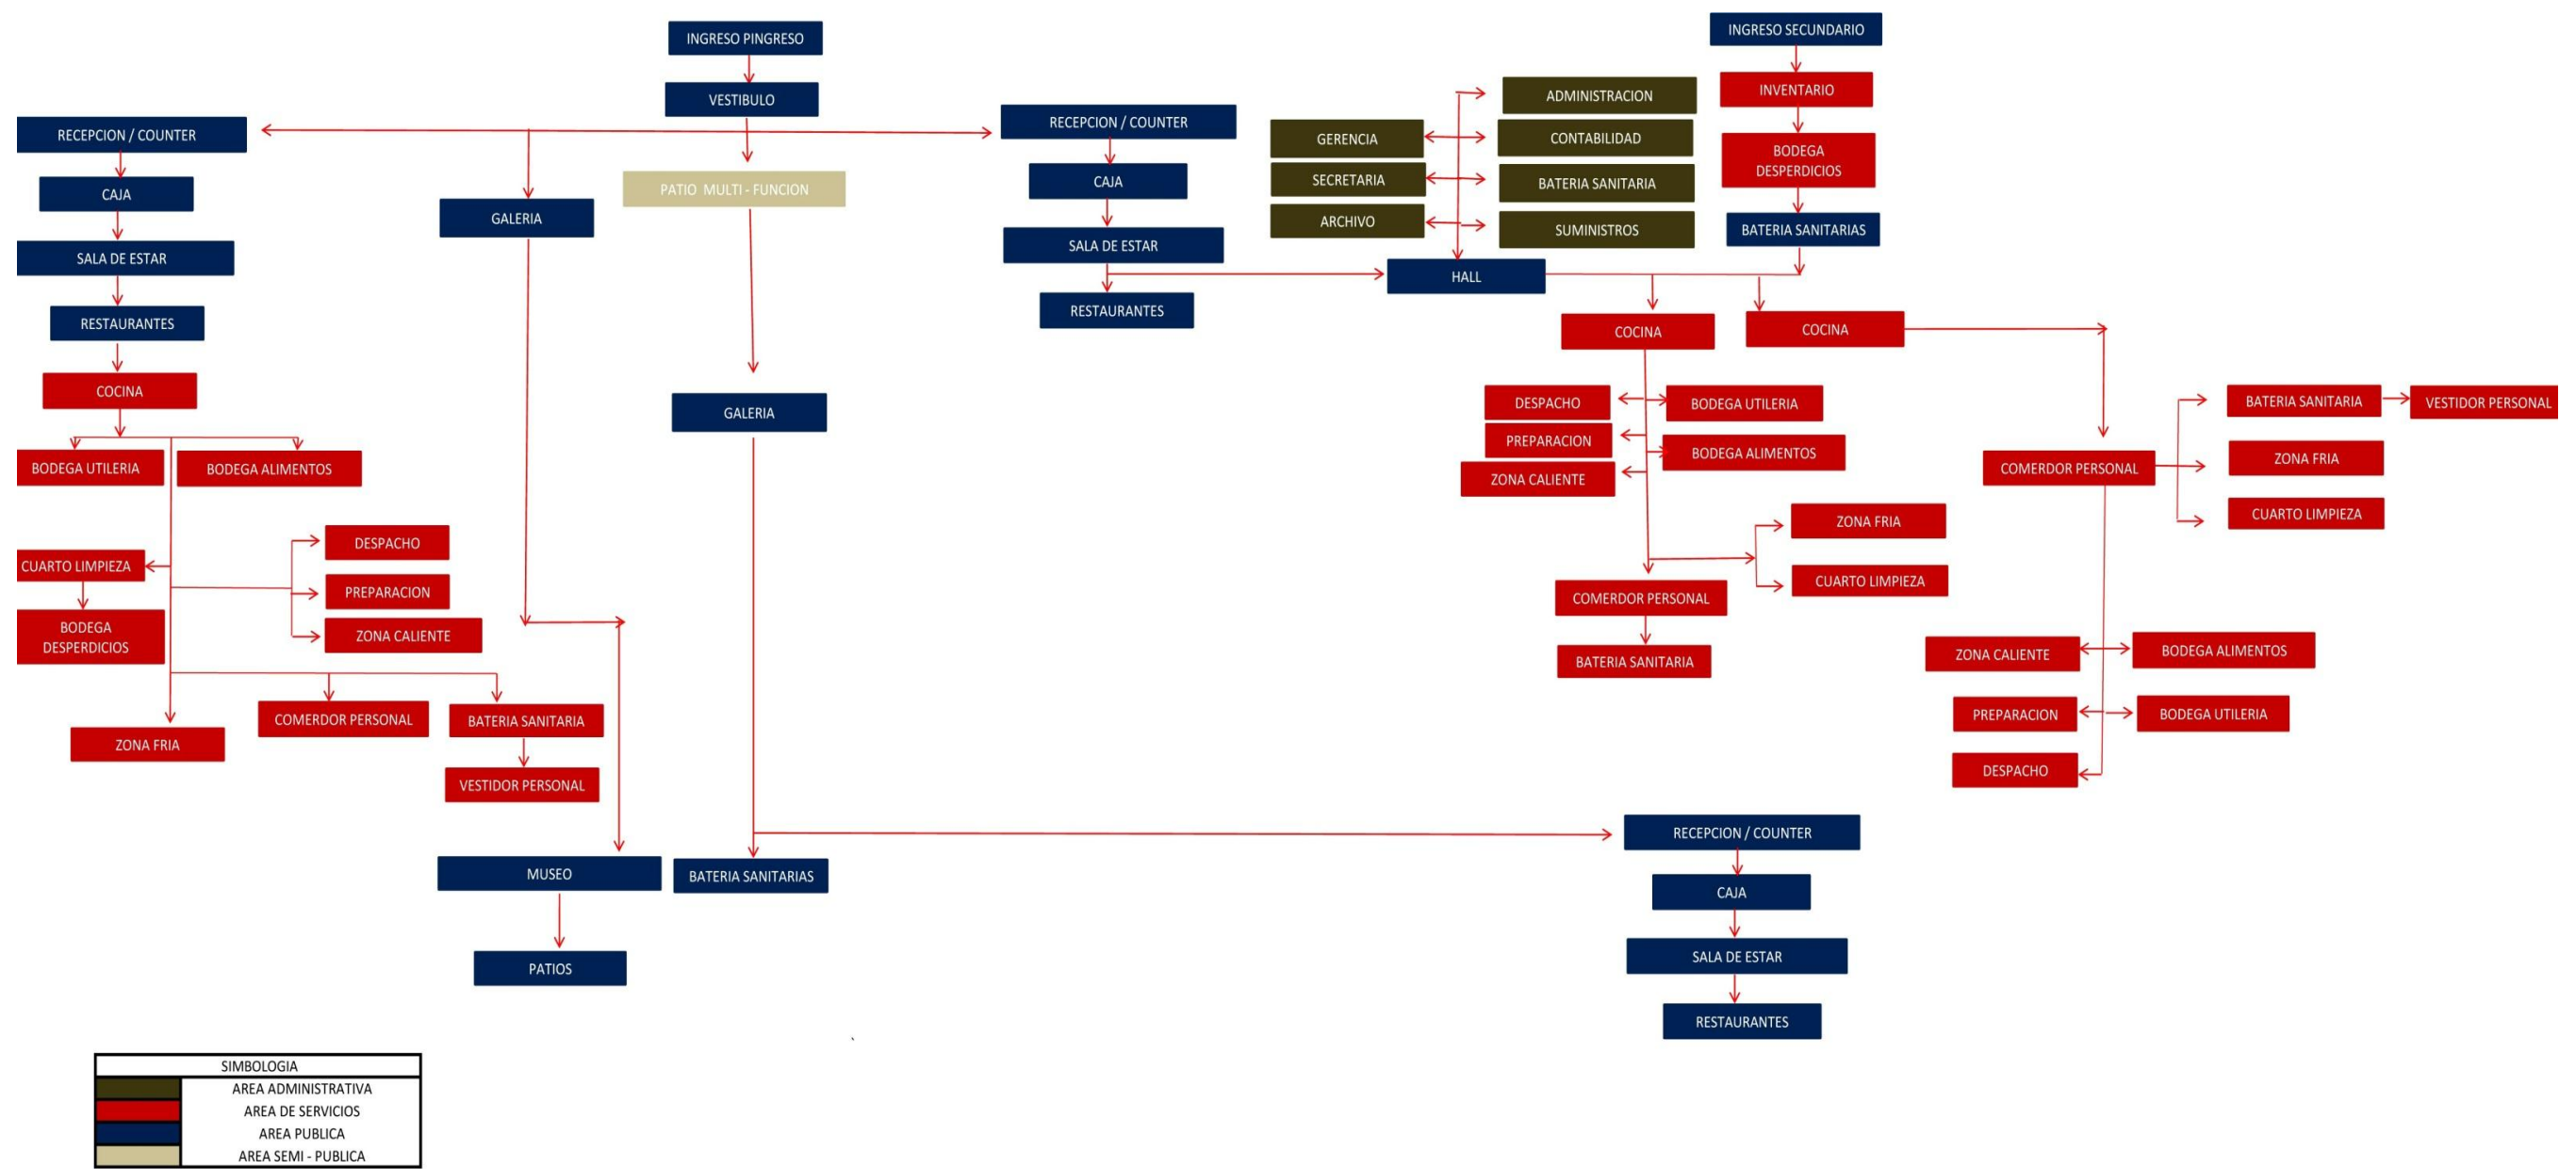 INGRESO PINGRESO
VESTIBULO
RECEPCION / COUNTER
CAJA
SALA DE ESTAR
RESTAURANTES
COCINA
BODEGA UTILERIA
BODEGA ALIMENTOS
CUARTO LIMPIEZA
BODEGA
DESPERDICIOS
DESPACHO
PREPARACION
ZONA CALIENTE
ZONA FRIA
COMERDOR PERSONAL
BATERIA SANITARIA
VESTIDOR PERSONAL
GALERIA
MUSEO
PATIOS
PATIO MULTI - FUNCION
GALERIA
BATERIA SANITARIAS
RECEPCION / COUNTER
CAJA
SALA DE ESTAR
RESTAURANTES
RECEPCION / COUNTER
CAJA
SALA DE ESTAR
RESTAURANTES
GERENCIA
SECRETARIA
ARCHIVO
ADMINISTRACION
CONTABILIDAD
BATERIA SANITARIA
SUMINISTROS
HALL
INGRESO SECUNDARIO
INVENTARIO
BODEGA
DESPERDICIOS
BATERIA SANITARIAS
COCINA
DESPACHO
PREPARACION
ZONA CALIENTE
BODEGA UTILERIA
BODEGA ALIMENTOS
ZONA FRIA
CUARTO LIMPIEZA
COMERDOR PERSONAL
BATERIA SANITARIA
COCINA
COMERDOR PERSONAL
BATERIA SANITARIA
VESTIDOR PERSONAL
ZONA FRIA
CUARTO LIMPIEZA
ZONA CALIENTE
BODEGA ALIMENTOS
PREPARACION
BODEGA UTILERIA
DESPACHO
SIMBOLOGIA
AREA ADMINISTRATIVA
AREA DE SERVICIOS
AREA PUBLICA
AREA SEMI - PUBLICA